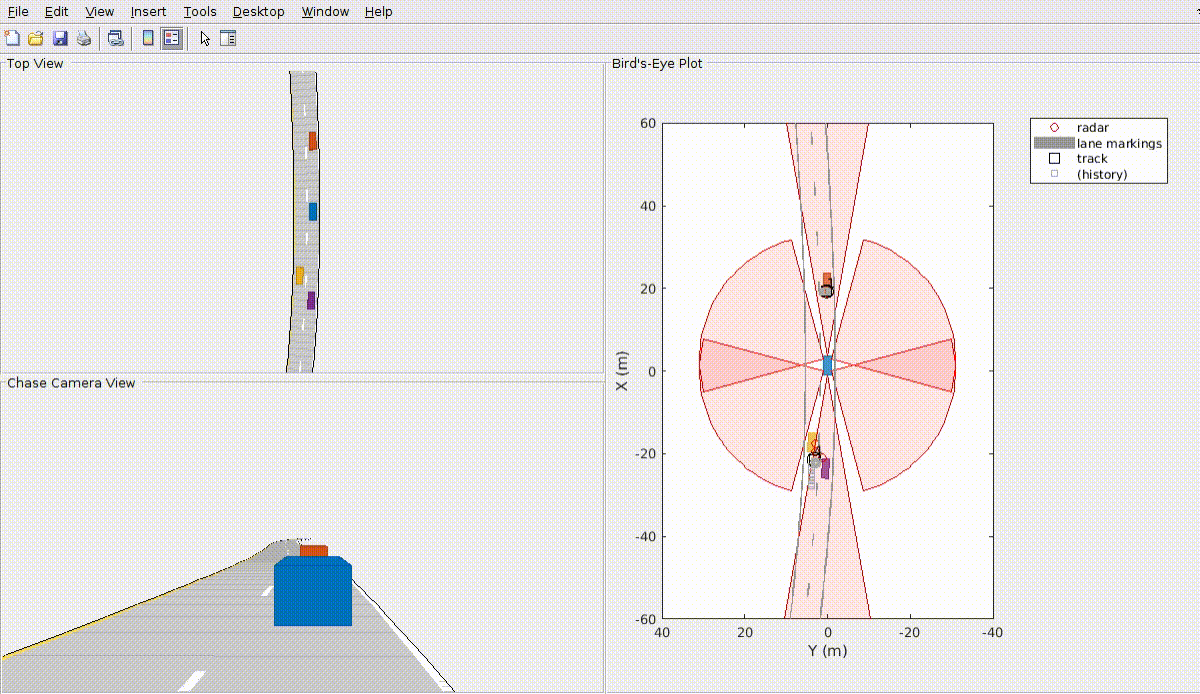 File Edit View Insert Tools Desktop Window Help
Top View
Chase Camera View
Bird's-Eye Plot
radar
lane markings
track
(history)
60
40
20
0
-20
-40
-60
X (m)
40 20 0 -20 -40
Y (m)